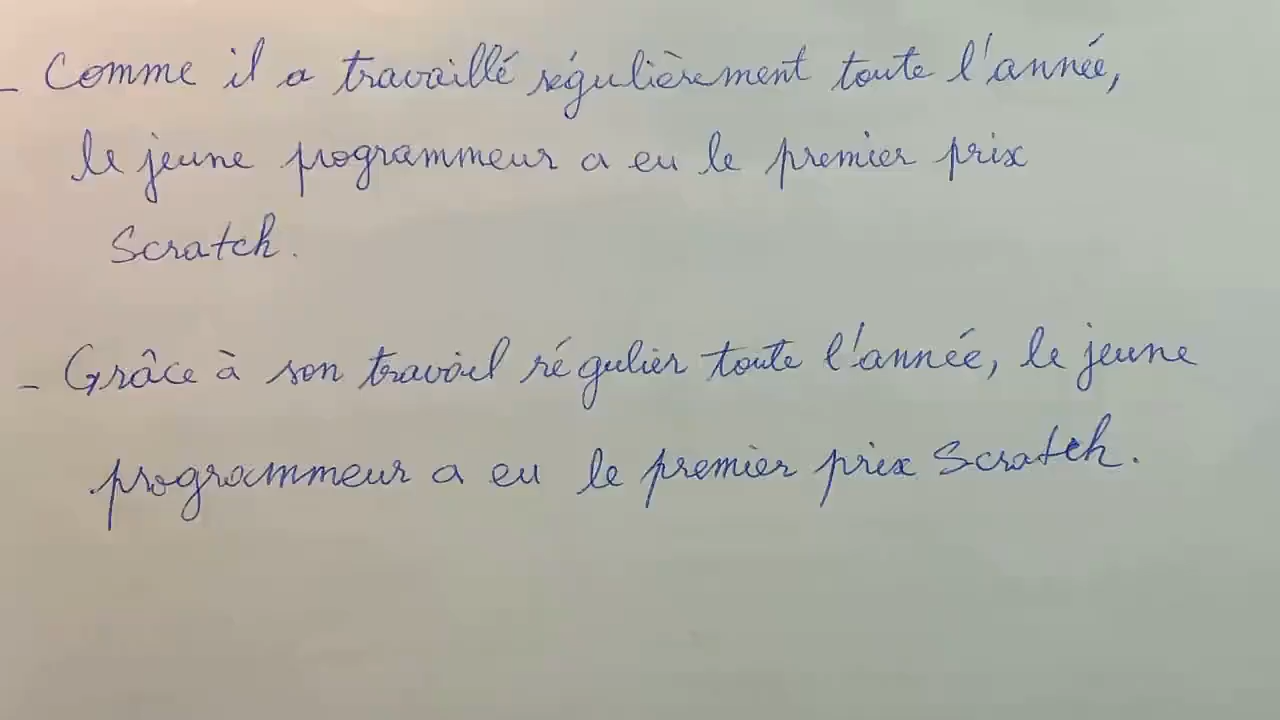 - Comme il a travaillé régulièrement toute l'année,
le jeune programmeur a eu le premier prix
Scratch.
- Grâce à son travail régulier toute l'année, le jeune
programmeur a eu le premier prix Scratch.